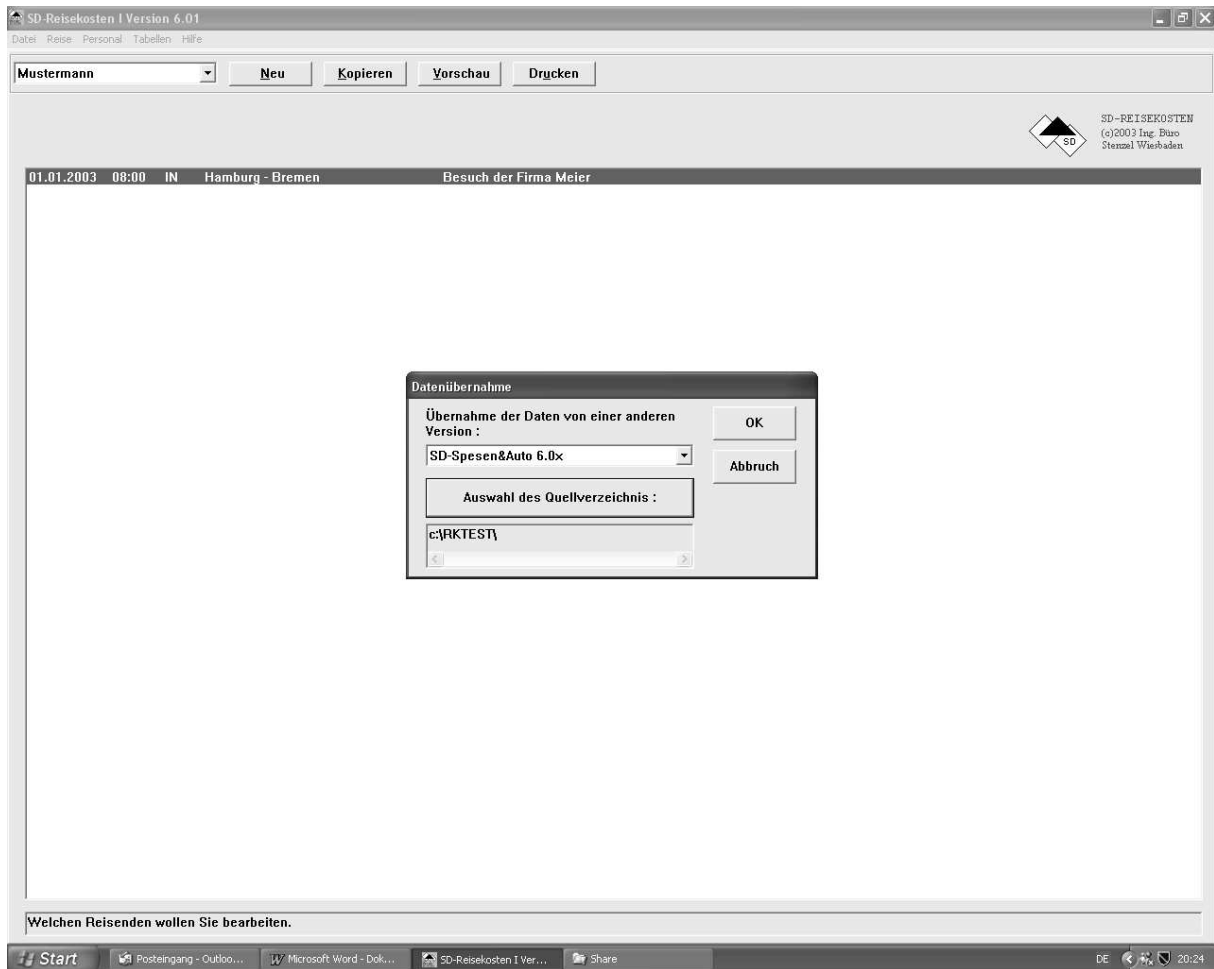 SD-Reisekosten I Version 6.01
Datei Reise Personal Tabellen Hilfe
Mustermann Neu Kopieren Vorschau Drucken
SD-REISEKOSTEN
(c)2003 Ing. Büro
Stenzel Wiesbaden
SD
01.01.2003 08:00 IN Hamburg - Bremen Besuch der Firma Meier
Datenübernahme
Übernahme der Daten von einer anderen
Version :
OK
SD-Spesen&Auto 6.0x
Abbruch
Auswahl des Quellverzeichnis :
c:\RKTEST\
Welchen Reisenden wollen Sie bearbeiten.
Start Posteingang - Outloo... Microsoft Word - Dok... SD-Reisekosten I Ver... Share DE 20:24